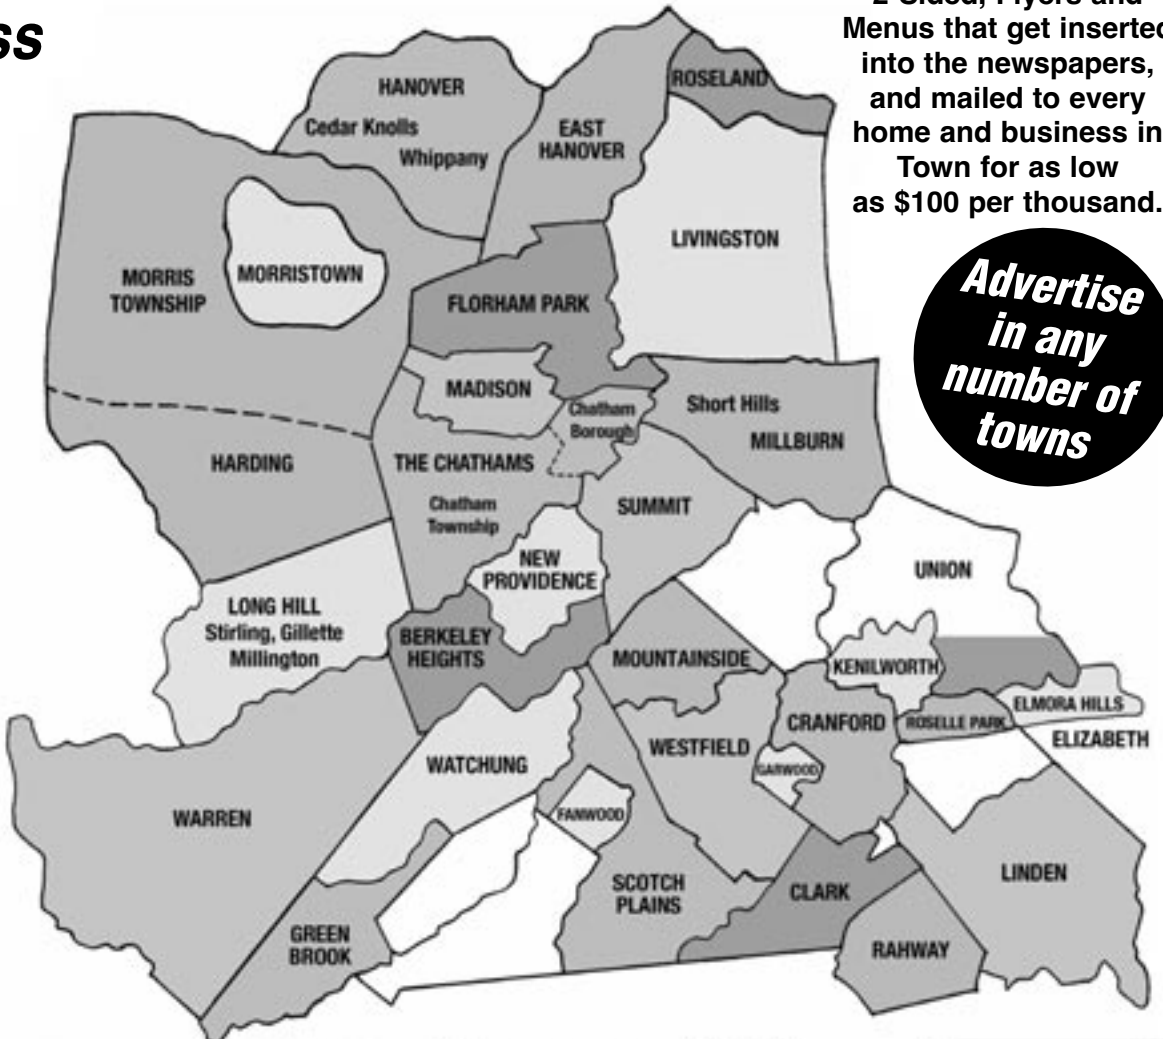 ss
2-Sided, Flyers and
Menus that get inserted
into the newspapers,
and mailed to every
home and business in
Town for as low
as $100 per thousand.
Advertise
in any
number of
towns
HANOVER
Cedar Knolls
Whippany
EAST
HANOVER
ROSELAND
LIVINGSTON
MORRIS
TOWNSHIP
MORRISTOWN
FLORHAM PARK
MADISON
Chatham
Borough
Short Hills
MILLBURN
HARDING
THE CHATHAMS
Chatham
Township
SUMMIT
NEW
PROVIDENCE
UNION
LONG HILL
Stirling, Gillette
Millington
BERKELEY
HEIGHTS
MOUNTAINSIDE
KENILWORTH
ELMORA HILLS
ROSELLE PARK
ELIZABETH
CRANFORD
WESTFIELD
GARWOOD
WATCHUNG
WARREN
FANWOOD
SCOTCH
PLAINS
CLARK
LINDEN
GREEN
BROOK
RAHWAY